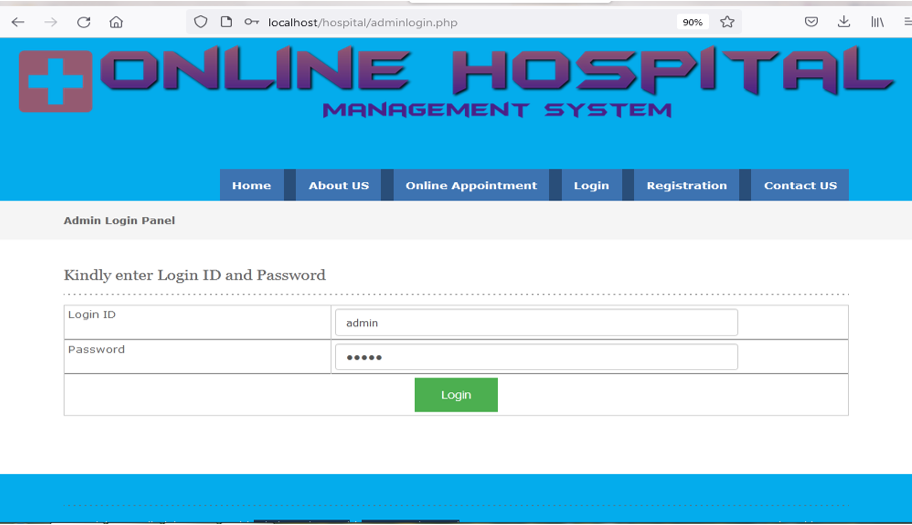 localhost/hospital/adminlogin.php
90%
ONLINE HOSPITAL
MANAGEMENT SYSTEM
Home About US Online Appointment Login Registration Contact US
Admin Login Panel
Kindly enter Login ID and Password
Login ID
admin
Password
•••••
Login